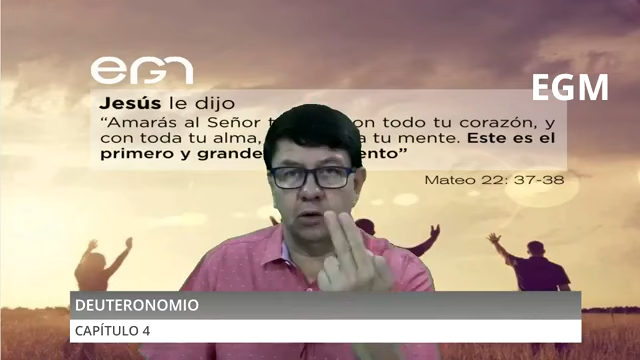 egm
EGM
Jesús le dijo
“Amarás al Señor con todo tu corazón, y
con toda tu alma, tu mente. Este es el
primero y grande
Mateo 22: 37-38
DEUTERONOMIO
CAPÍTULO 4